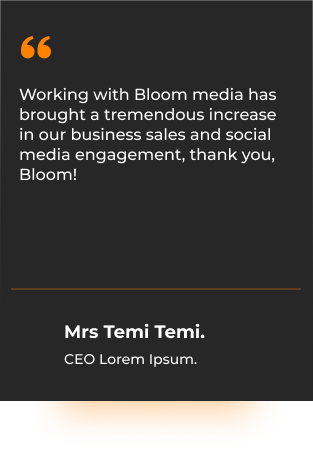 “
Working with Bloom media has
brought a tremendous increase
in our business sales and social
media engagement, thank you,
Bloom!
Mrs Temi Temi.
CEO Lorem Ipsum.